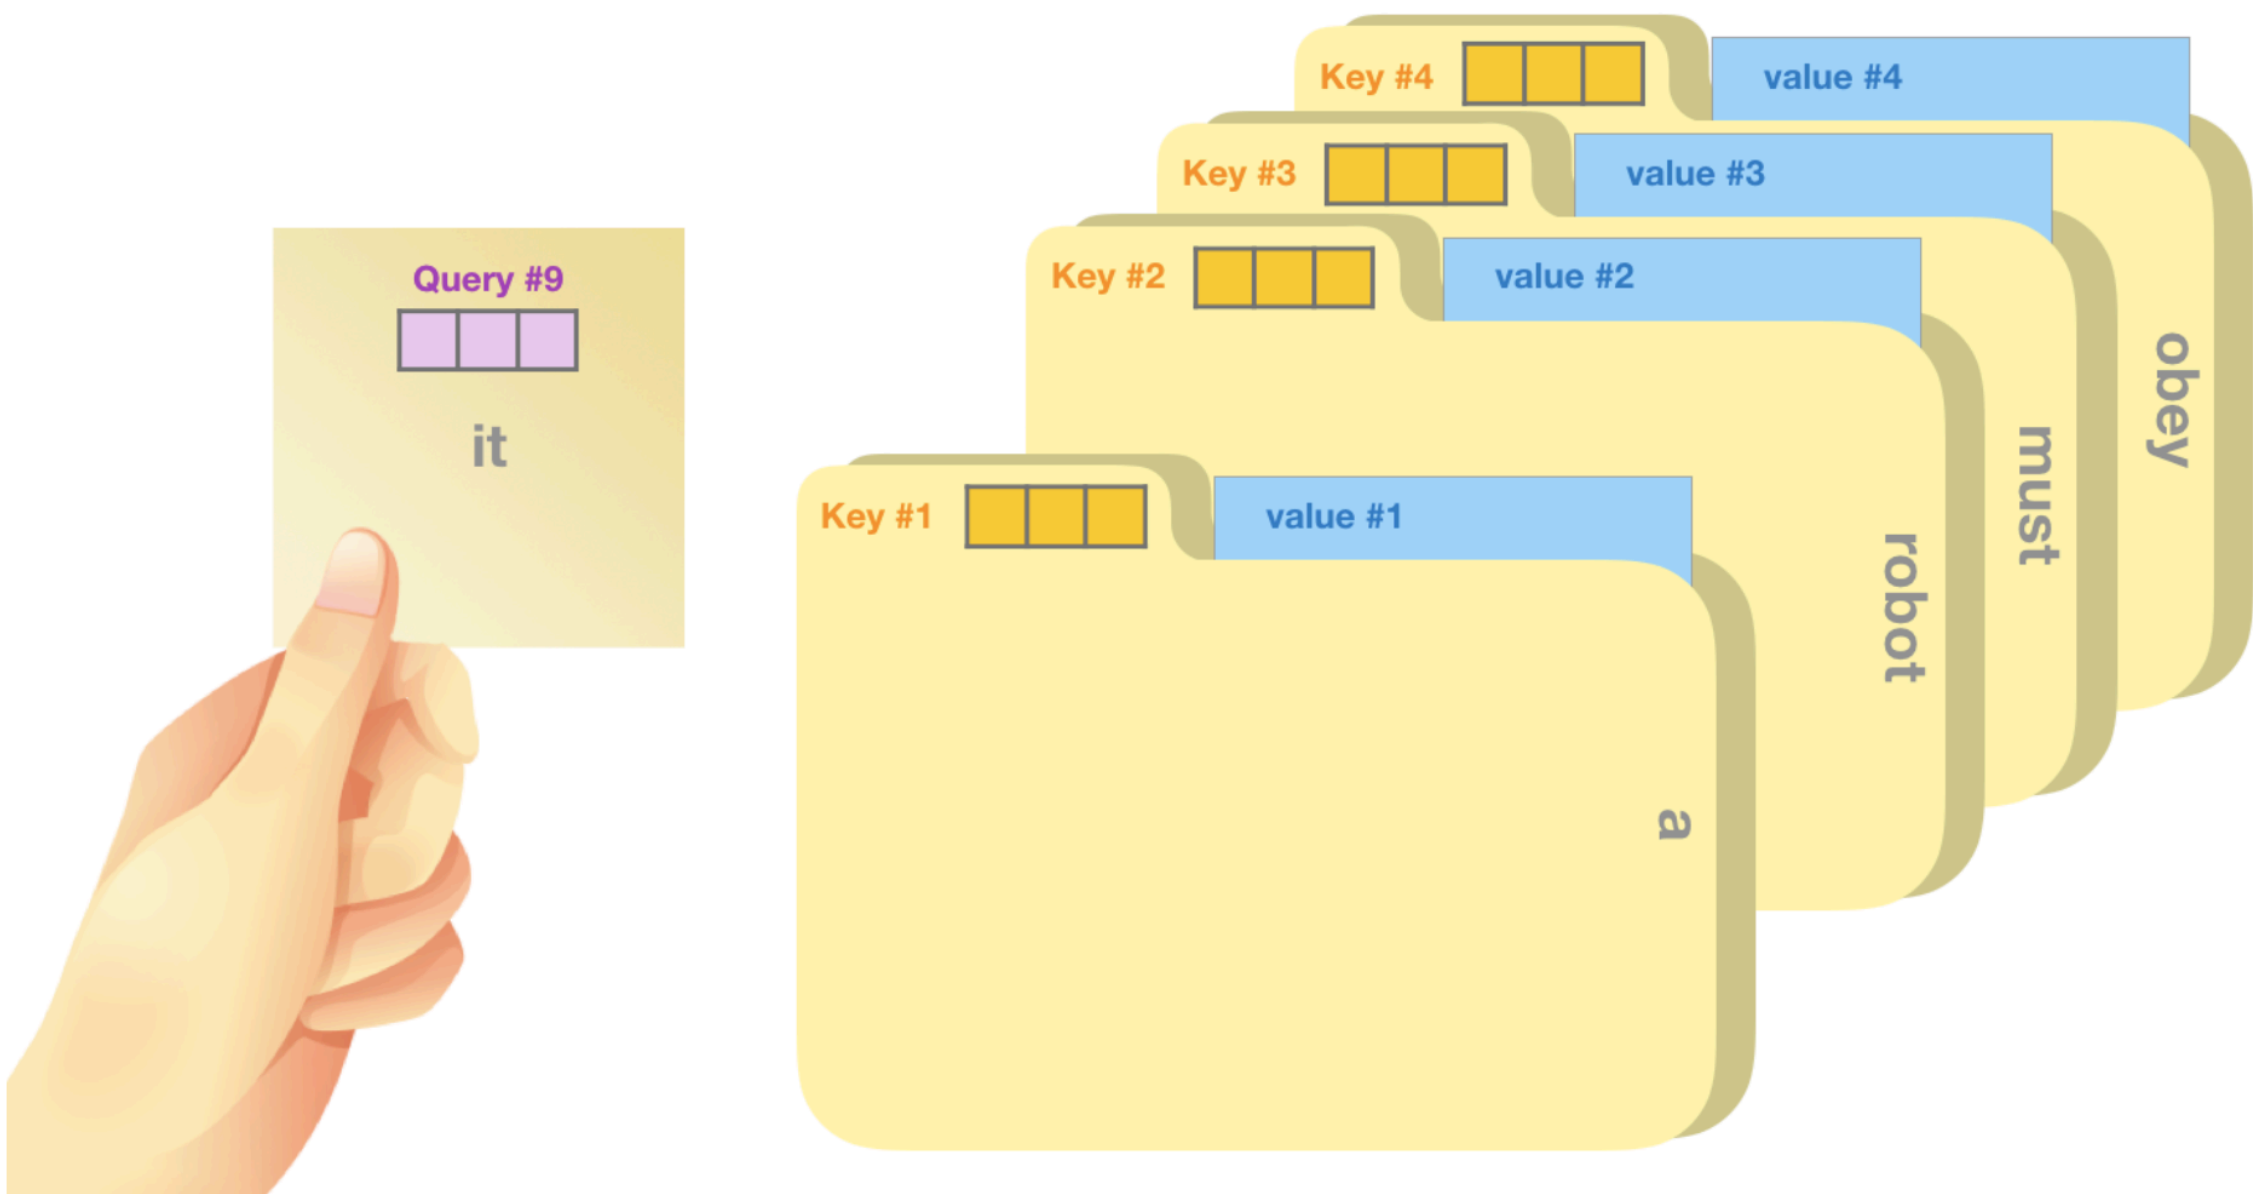 Query #9
it
Key #4
value #4
Key #3
value #3
Key #2
value #2
Key #1
value #1
obey
must
robot
a